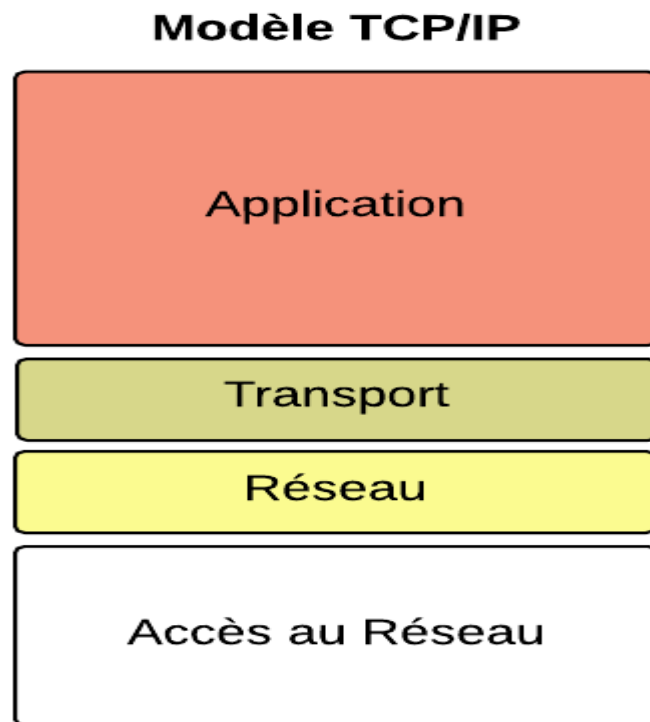 Modèle TCP/IP
Application
Transport
Réseau
Accès au Réseau